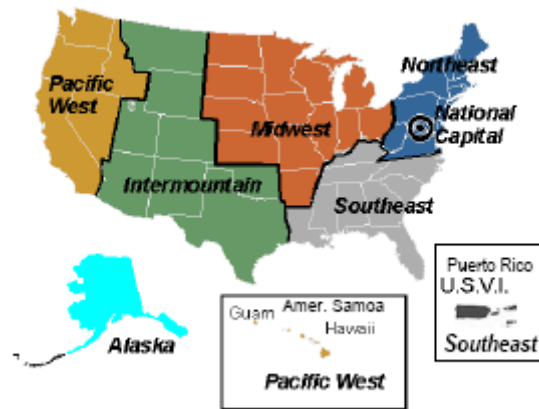 Northeast
Pacific
West
National
Capital
Midwest
Intermountain
Southeast
Puerto Rico
U.S.V.I.
Southeast
Amer. Samoa
Guam
Hawaii
Alaska
Pacific West